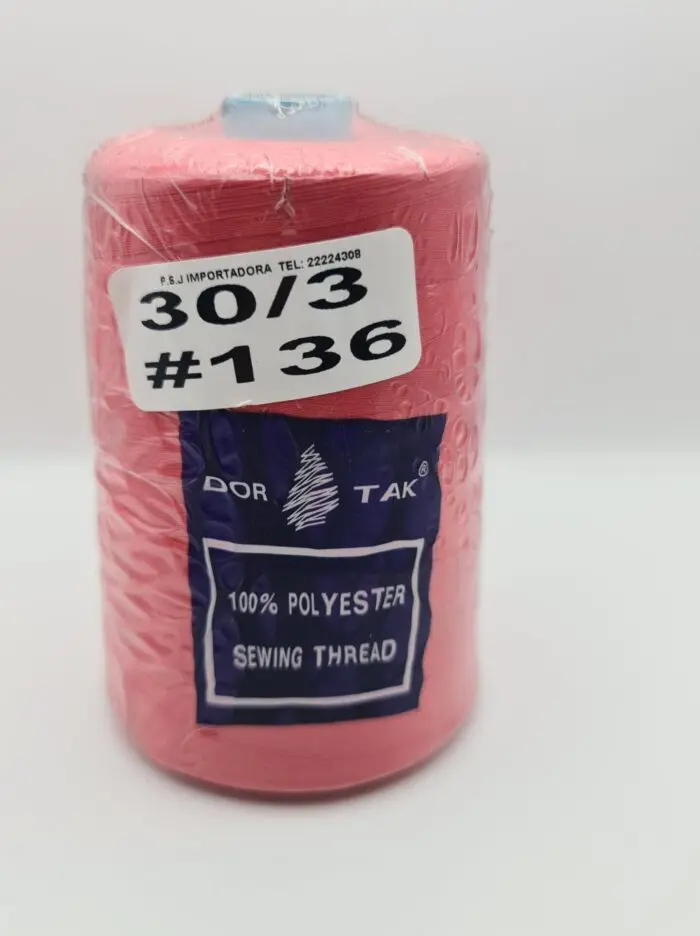 P.S.J IMPORTADORA TEL: 22224308
30/3
#136
DOR TAK®
100% POLYESTER
SEWING THREAD